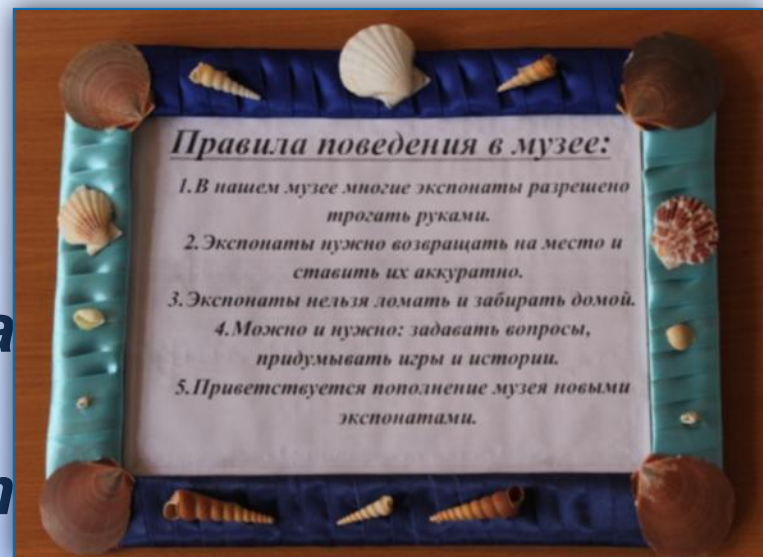 Правила поведения в музее:
1.В нашем музее многие экспонаты разрешено
трогать руками.
2.Экспонаты нужно возвращать на место и
ставить их аккуратно.
3.Экспонаты нельзя ломать и забирать домой.
4.Можно и нужно: задавать вопросы,
придумывать игры и истории.
5.Приветствуется пополнение музея новыми
экспонатами.